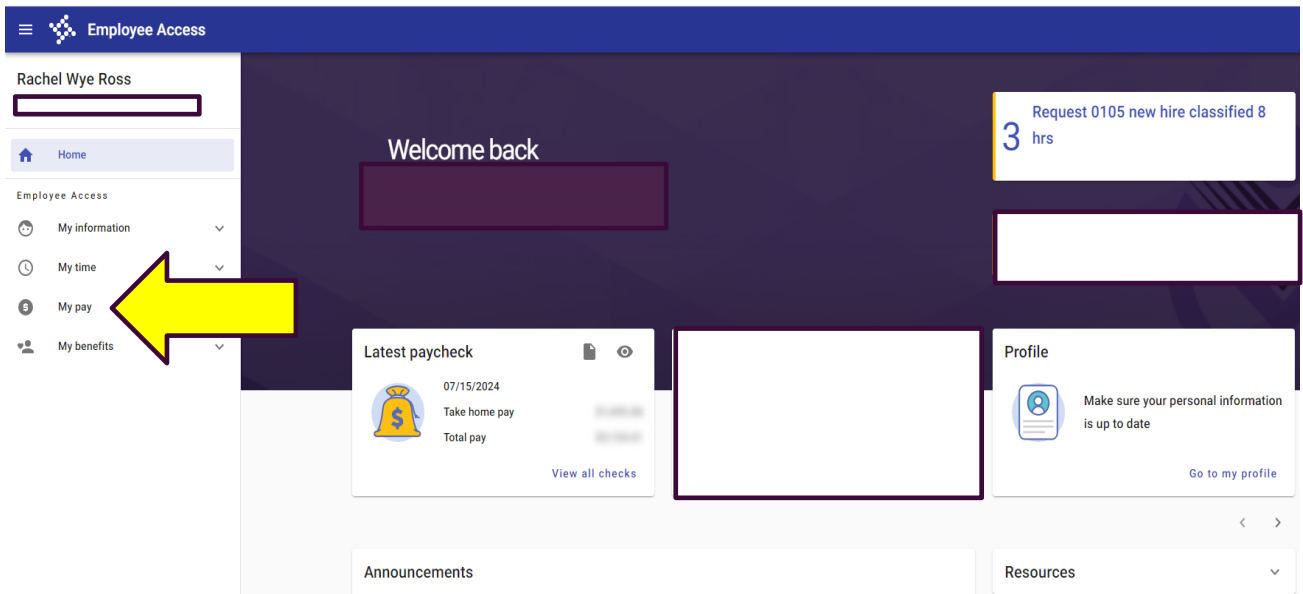 Employee Access
Rachel Wye Ross
Home
Employee Access
My information
My time
My pay
My benefits
Welcome back
3
Request 0105 new hire classified 8
hrs
Latest paycheck
07/15/2024
Take home pay
Total pay
View all checks
Profile
Make sure your personal information
is up to date
Go to my profile
Announcements
Resources